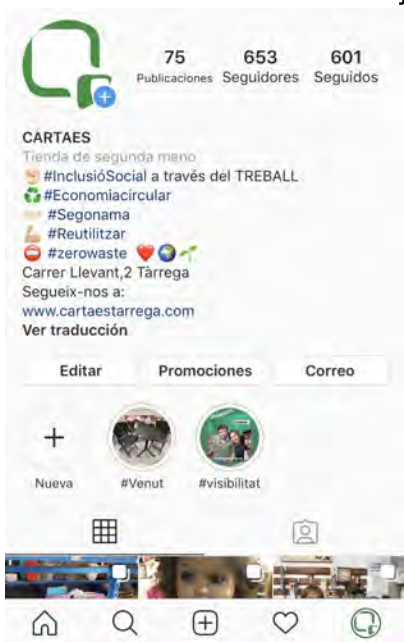 75 653 601
Publicaciones Seguidores Seguidos
CARTAES
Tienda de segunda mano
#InclusióSocial a través del TREBALL
#Economiacircular
#Segonama
#Reutilitzar
#zerowaste
Carrer Llevant,2 Tàrrega
Segueix-nos a:
www.cartaestarrega.com
Ver traducción
Editar Promociones Correo
Nueva #Venut #visibilitat